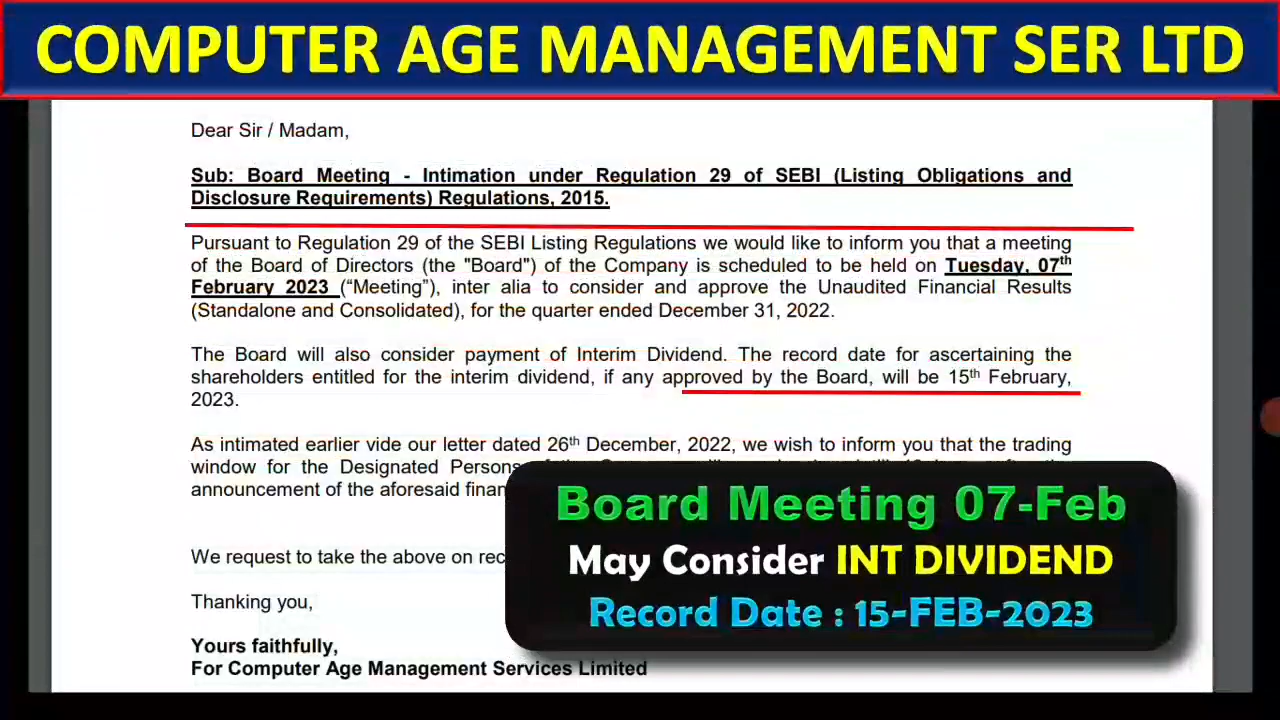 COMPUTER AGE MANAGEMENT SER LTD
Dear Sir / Madam,
Sub: Board Meeting - Intimation under Regulation 29 of SEBI (Listing Obligations and
Disclosure Requirements) Regulations, 2015.
Pursuant to Regulation 29 of the SEBI Listing Regulations we would like to inform you that a meeting
of the Board of Directors (the "Board") of the Company is scheduled to be held on Tuesday, 07th
February 2023 (“Meeting”), inter alia to consider and approve the Unaudited Financial Results
(Standalone and Consolidated), for the quarter ended December 31, 2022.
The Board will also consider payment of Interim Dividend. The record date for ascertaining the
shareholders entitled for the interim dividend, if any approved by the Board, will be 15th February,
2023.
As intimated earlier vide our letter dated 26th December, 2022, we wish to inform you that the trading
window for the Designated Persons
announcement of the aforesaid
We request to take the above on
Thanking you,
Yours faithfully,
For Computer Age Management Services Limited
Board Meeting 07-Feb
May Consider INT DIVIDEND
Record Date : 15-FEB-2023